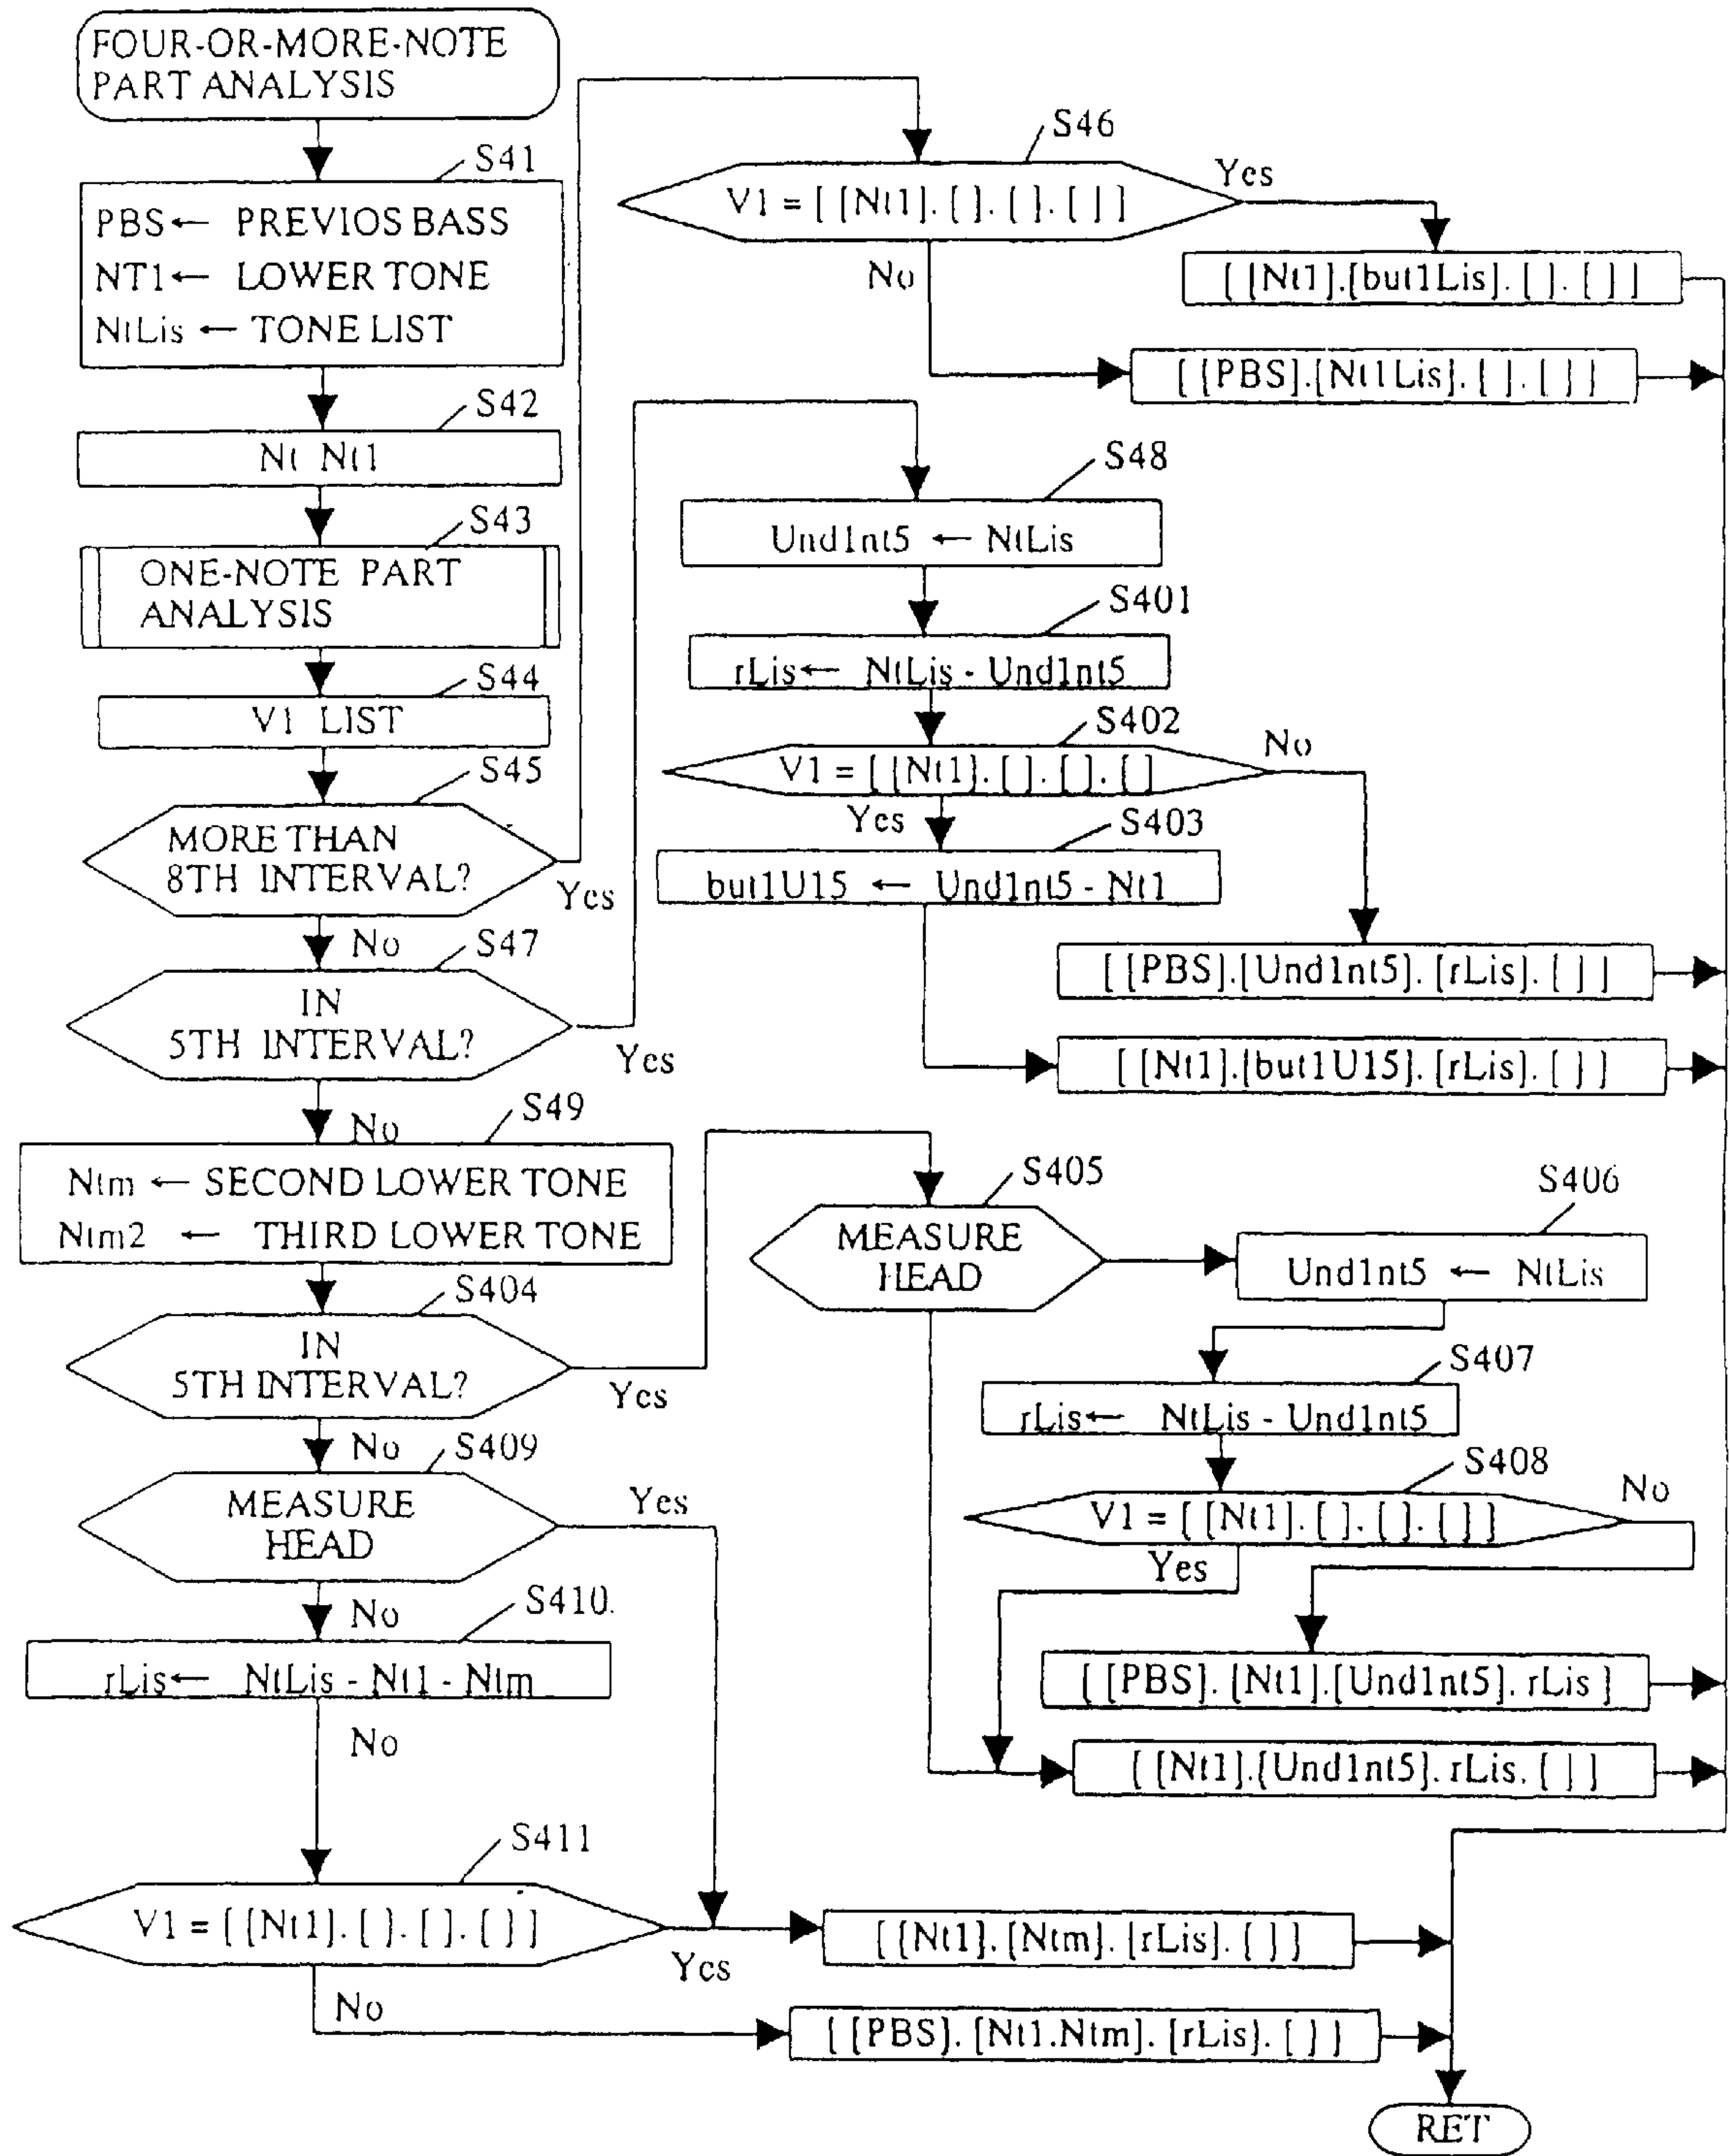 FOUR-OR-MORE-NOTE
PART ANALYSIS
S41
PBS ← PREVIOS BASS
NT1 ← LOWER TONE
NtLis ← TONE LIST
S42
Nt Nt1
S43
ONE-NOTE PART
ANALYSIS
S44
V1 LIST
S45
MORE THAN
8TH INTERVAL?
Yes
No
S47
IN
5TH INTERVAL?
Yes
No
S49
Ntm ← SECOND LOWER TONE
Ntm2 ← THIRD LOWER TONE
S404
IN
5TH INTERVAL?
Yes
No
S409
MEASURE
HEAD
Yes
No
S410
rLis ← NtLis - Nt1 - Ntm
No
S411
V1 = [ [Nt1]. [ ]. [ ]. [ ] ]
Yes
No
S46
V1 = [ [Nt1]. [ ]. [ ]. [ ] ]
Yes
No
[ [Nt1].[but1Lis]. [ ]. [ ] ]
[ [PBS].[Nt1Lis]. [ ]. [ ] ]
S48
Und1nt5 ← NtLis
S401
rLis ← NtLis - Und1nt5
S402
V1 = [ [Nt1]. [ ]. [ ]. [ ]
No
Yes
S403
but1U15 ← Und1nt5 - Nt1
[ [PBS].[Und1nt5]. [rLis]. [ ] ]
[ [Nt1].[but1U15]. [rLis]. [ ] ]
S405
MEASURE
HEAD
S406
Und1nt5 ← NtLis
S407
rLis ← NtLis - Und1nt5
S408
V1 = [ [Nt1]. [ ]. [ ]. [ ] ]
No
Yes
[ [PBS]. [Nt1].[Und1nt5]. rLis ]
[ [Nt1].[Und1nt5]. rLis. [ ] ]
[ [Nt1]. [Ntm]. [rLis]. [ ] ]
[ [PBS]. [Nt1.Ntm]. [rLis]. [ ] ]
RET